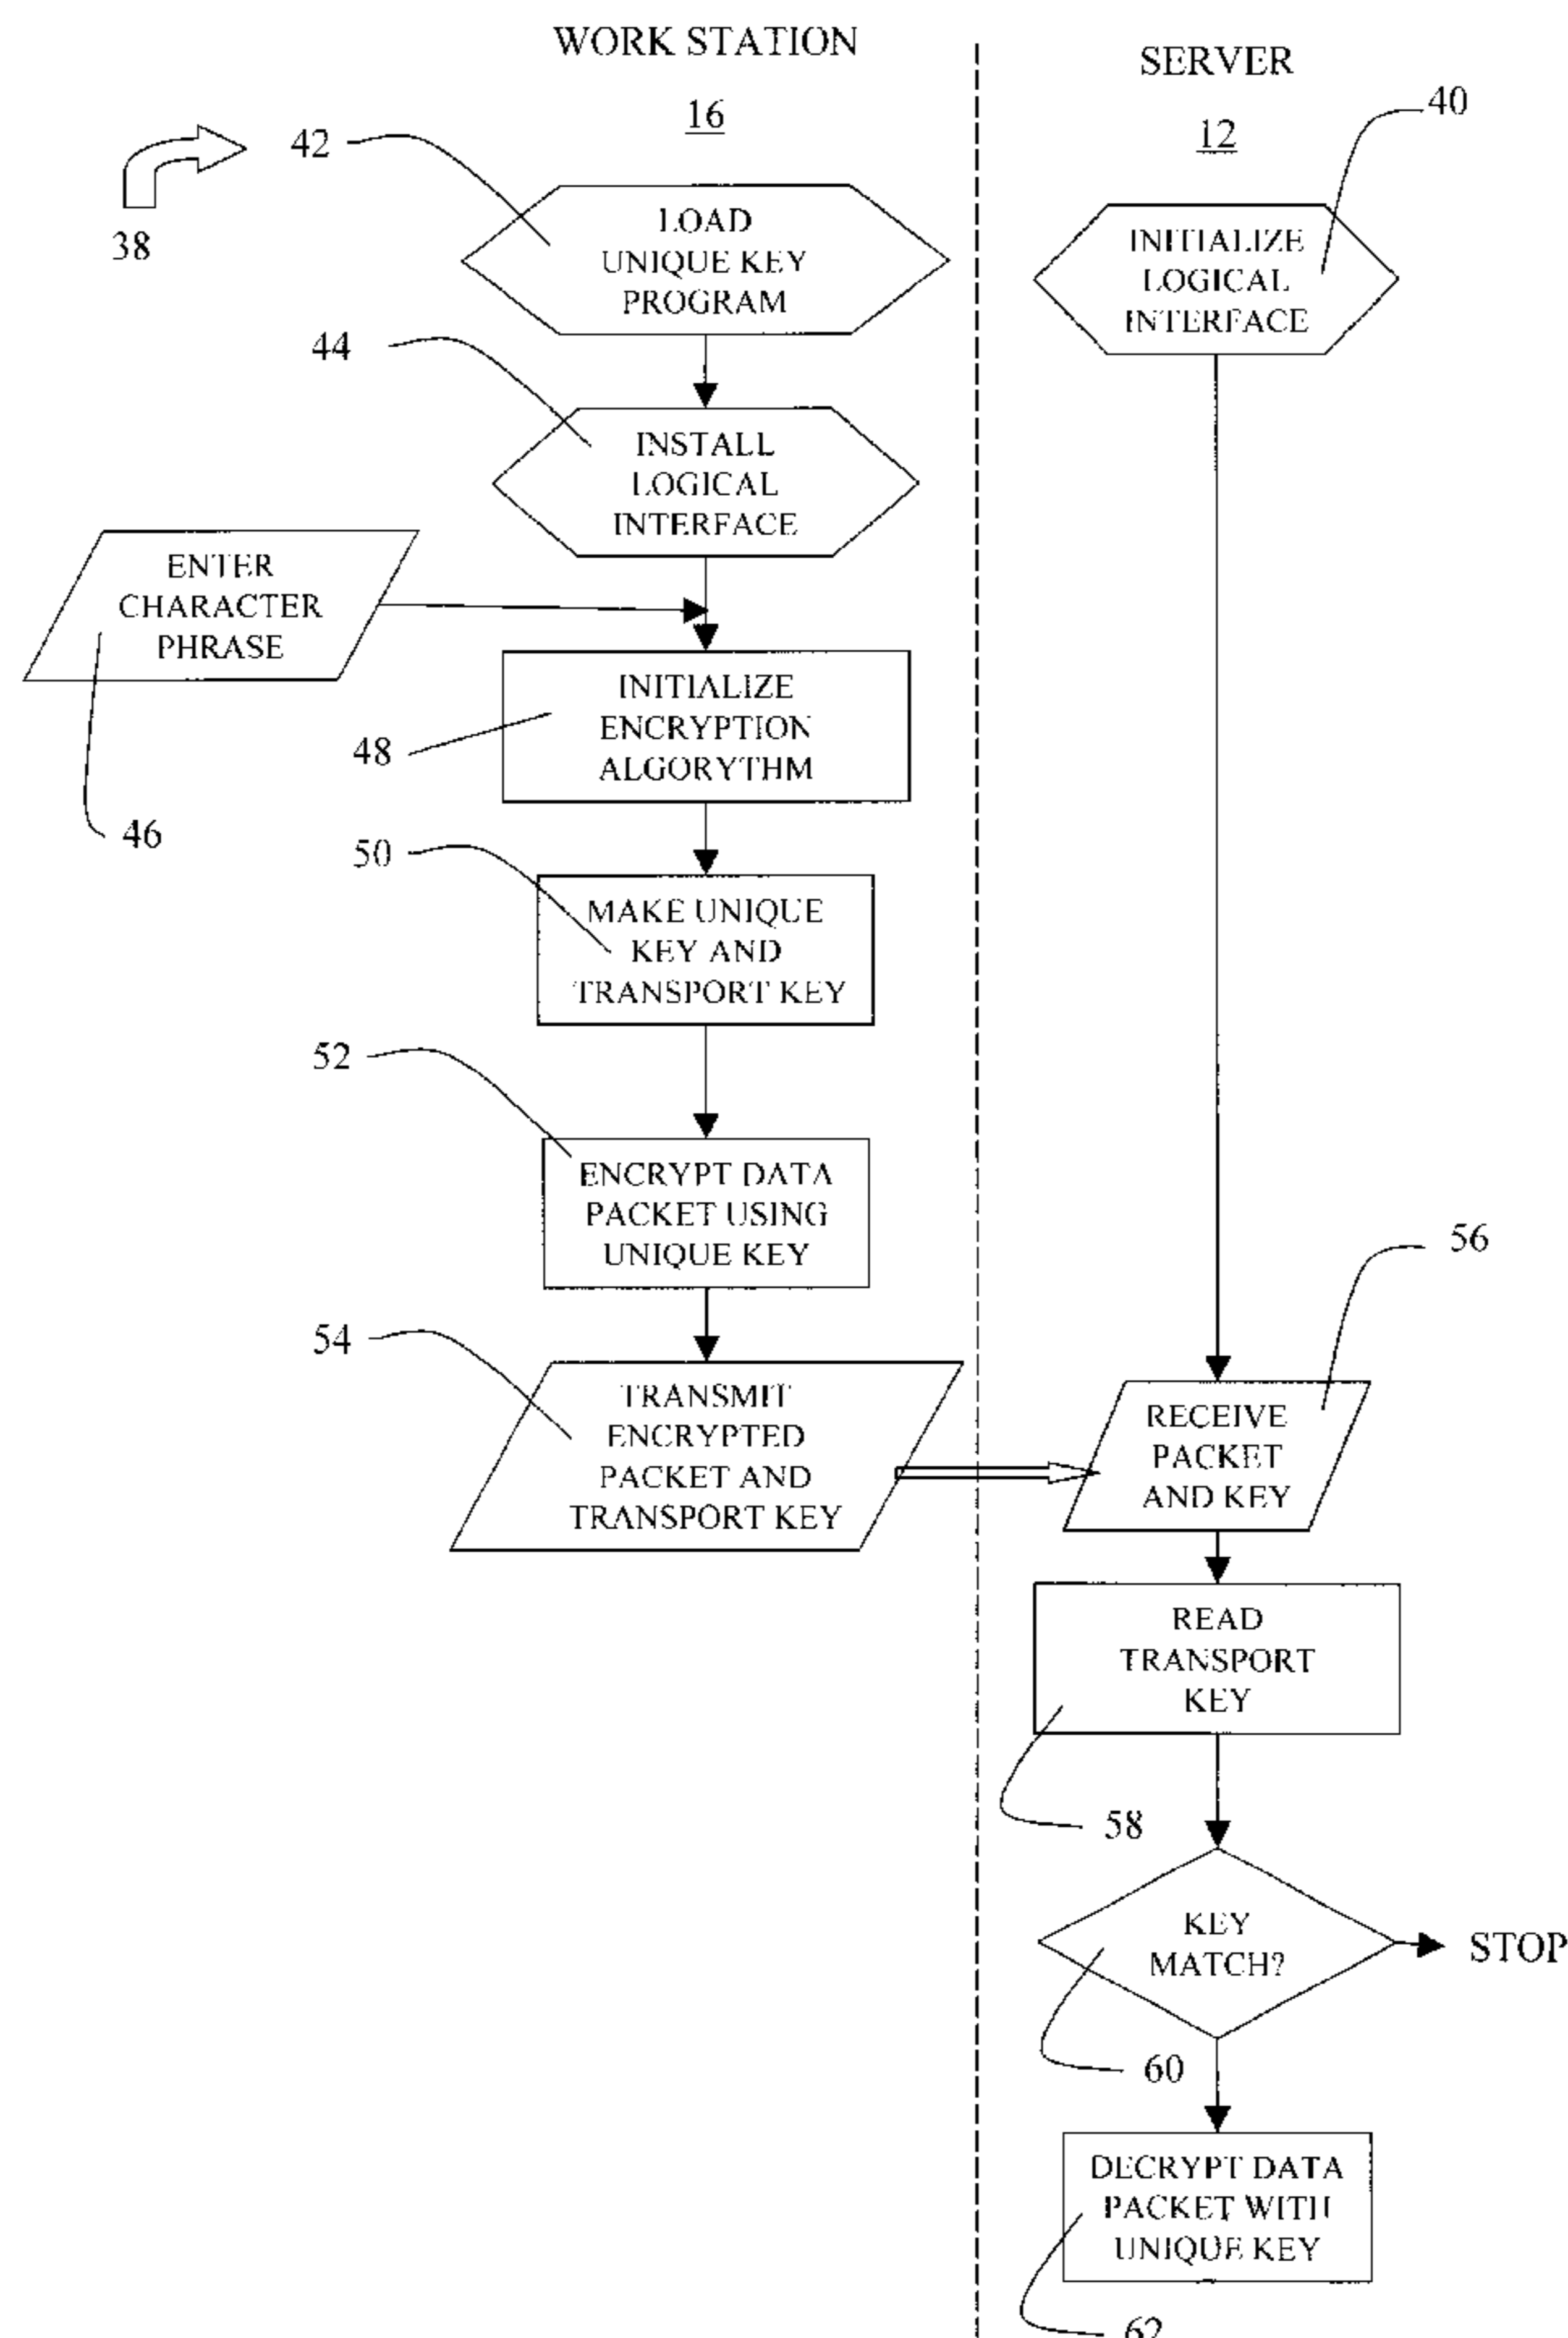 WORK STATION
16
SERVER
12
40
42
38
LOAD
UNIQUE KEY
PROGRAM
INITIALIZE
LOGICAL
INTERFACE
44
INSTALL
LOGICAL
INTERFACE
ENTER
CHARACTER
PHRASE
46
INITIALIZE
ENCRYPTION
ALGORYTHM
48
50
MAKE UNIQUE
KEY AND
TRANSPORT KEY
52
ENCRYPT DATA
PACKET USING
UNIQUE KEY
54
TRANSMIT
ENCRYPTED
PACKET AND
TRANSPORT KEY
56
RECEIVE
PACKET
AND KEY
READ
TRANSPORT
KEY
58
KEY
MATCH?
STOP
60
DECRYPT DATA
PACKET WITH
UNIQUE KEY
62